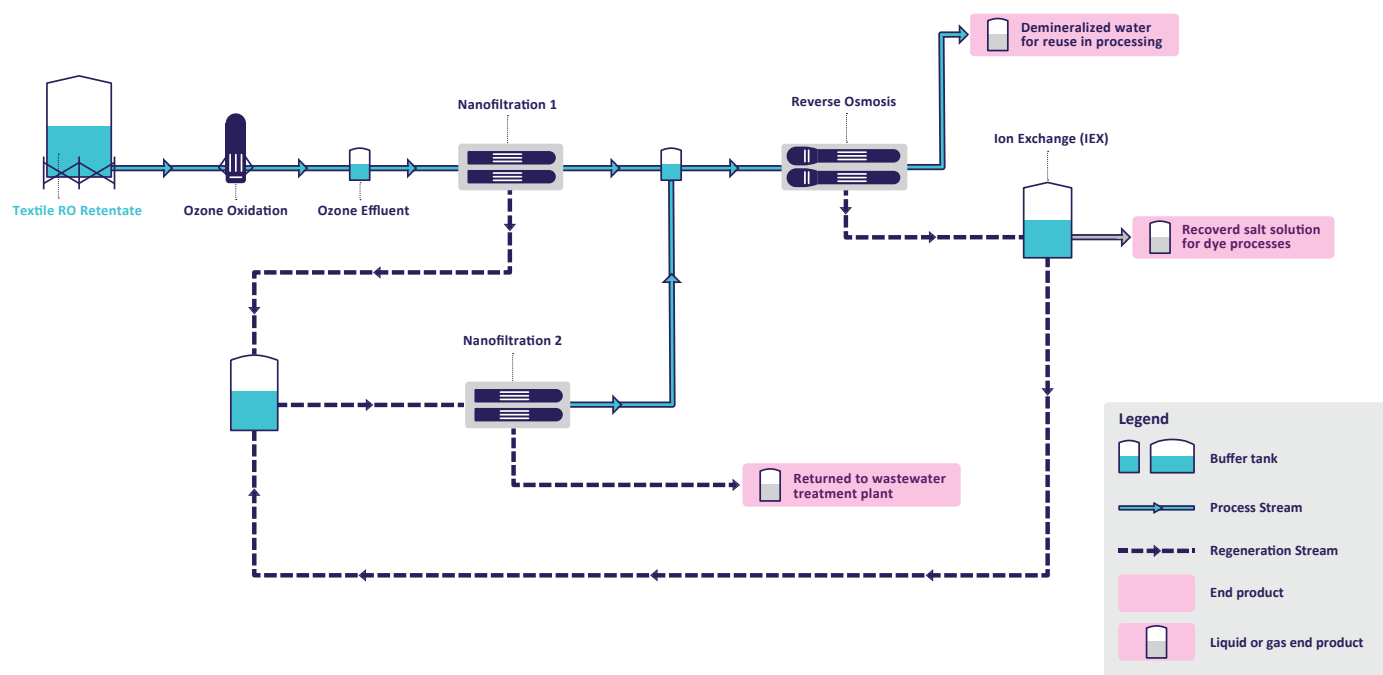 Demineralized water
for reuse in processing
Nanofiltration 1
Reverse Osmosis
Ion Exchange (IEX)
Textile RO Retentate
Ozone Oxidation
Ozone Effluent
Recoverd salt solution
for dye processes
Nanofiltration 2
Returned to wastewater
treatment plant
Legend
Buffer tank
Process Stream
Regeneration Stream
End product
Liquid or gas end product